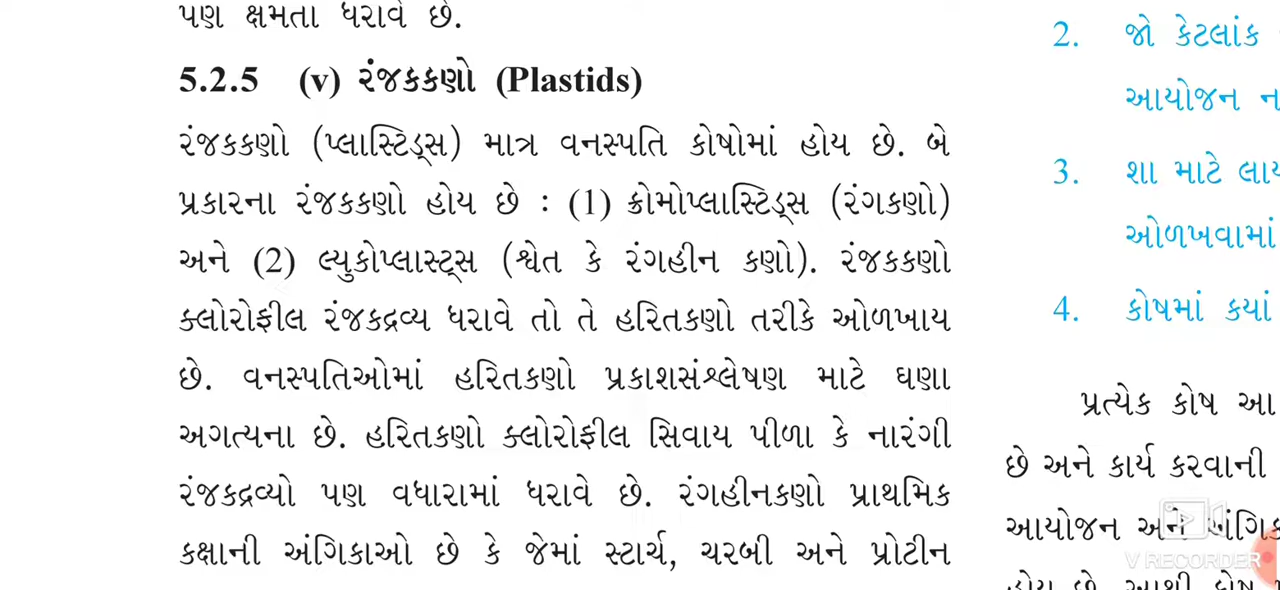 પણ ક્ષમતા ધરાવે છે.
5.2.5 (v) રંજકકણો (Plastids)
રંજકકણો (પ્લાસ્ટિડ્સ) માત્ર વનસ્પતિ કોષોમાં હોય છે. બે
પ્રકારના રંજકકણો હોય છે : (1) ક્રોમોપ્લાસ્ટિડ્સ (રંગકણો)
અને (2) લ્યુકોપ્લાસ્ટ્સ (શ્વેત કે રંગહીન કણો). રંજકકણો
ક્લોરોફીલ રંજકદ્રવ્ય ધરાવે તો તે હરિતકણો તરીકે ઓળખાય
છે. વનસ્પતિઓમાં હરિતકણો પ્રકાશસંશ્લેષણ માટે ઘણા
અગત્યના છે. હરિતકણો ક્લોરોફીલ સિવાય પીળા કે નારંગી
રંજકદ્રવ્યો પણ વધારામાં ધરાવે છે. રંગહીનકણો પ્રાથમિક
કક્ષાની અંગિકાઓ છે કે જેમાં સ્ટાર્ચ, ચરબી અને પ્રોટીન
2. જો કેટલાંક
આયોજન ન
3. શા માટે લાય
ઓળખવામાં
4. કોષમાં કયાં
પ્રત્યેક કોષ આ
છે અને કાર્ય કરવાની
આયોજન અને અંગિક
હોય છે. આથી કોષ
V RECORDER